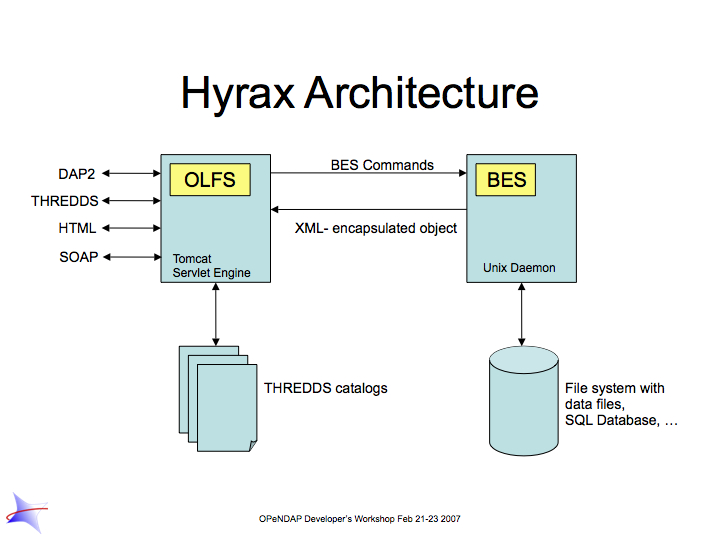 Hyrax Architecture
DAP2
THREDDS
HTML
SOAP
OLFS
Tomcat
Servlet Engine
BES Commands
XML- encapsulated object
BES
Unix Daemon
THREDDS catalogs
File system with
data files,
SQL Database, …
OPeNDAP Developer's Workshop Feb 21-23 2007